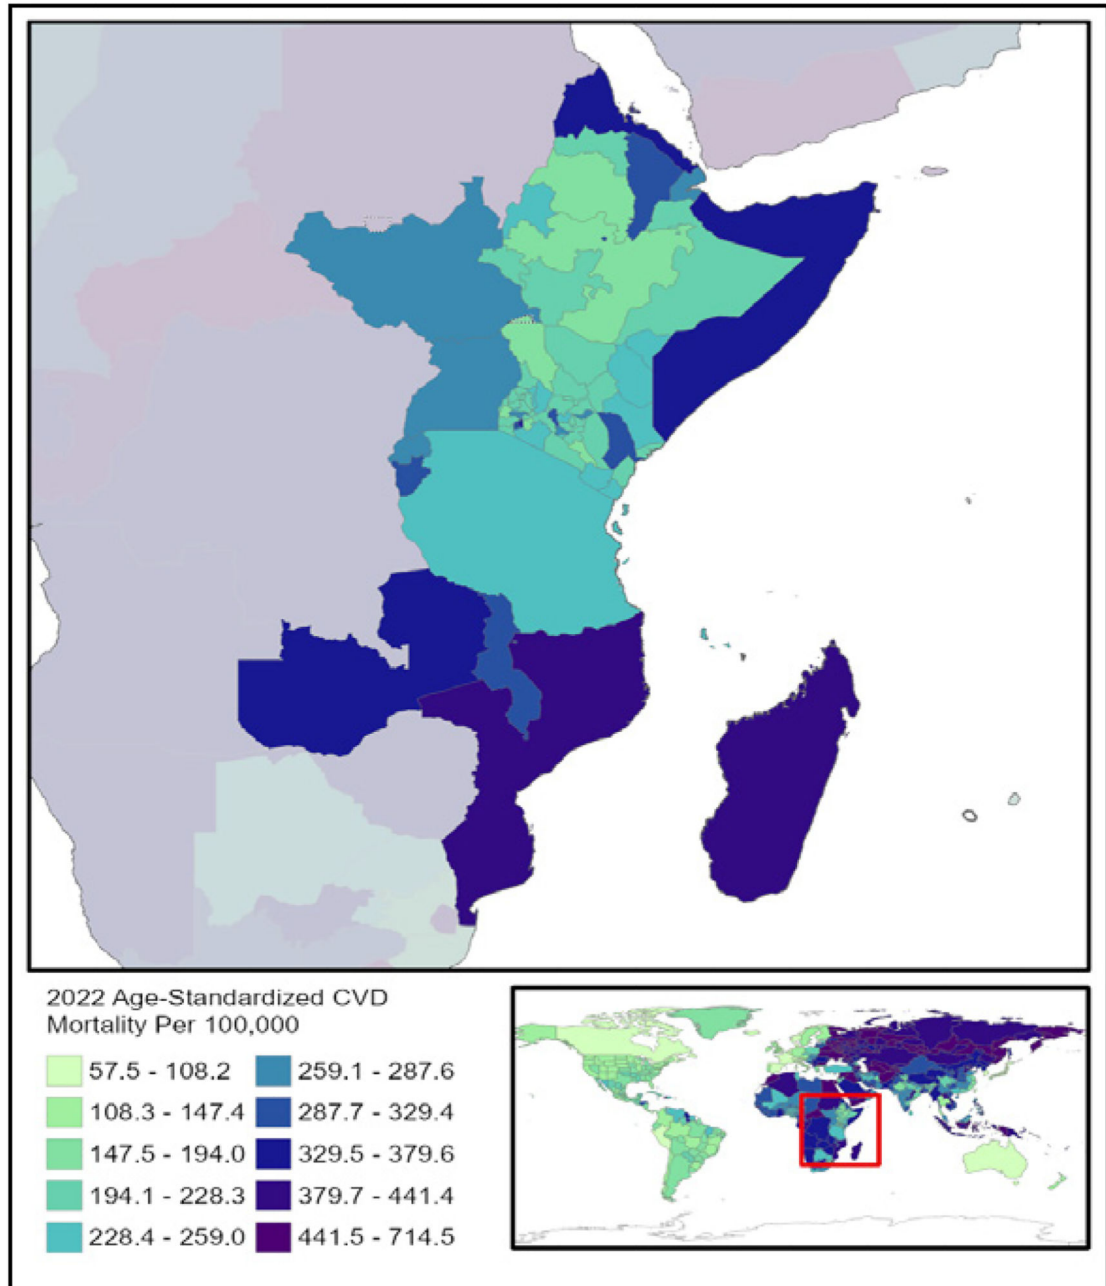 2022 Age-Standardized CVD
Mortality Per 100,000
57.5 - 108.2
108.3 - 147.4
147.5 - 194.0
194.1 - 228.3
228.4 - 259.0
259.1 - 287.6
287.7 - 329.4
329.5 - 379.6
379.7 - 441.4
441.5 - 714.5